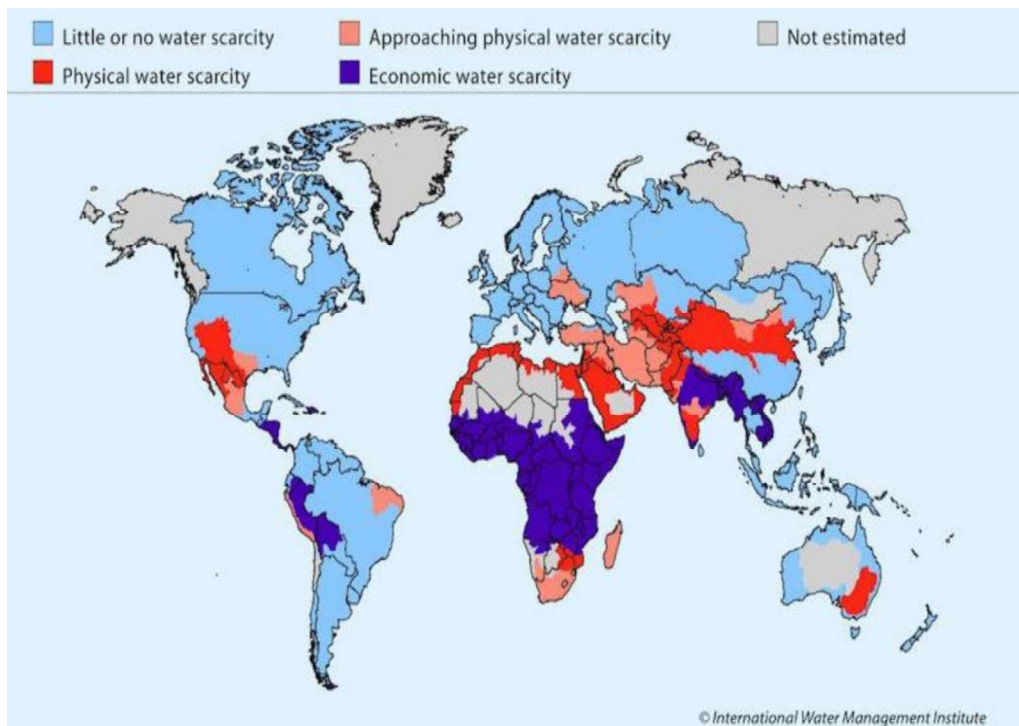 Little or no water scarcity
Approaching physical water scarcity
Not estimated
Physical water scarcity
Economic water scarcity
© International Water Management Institute